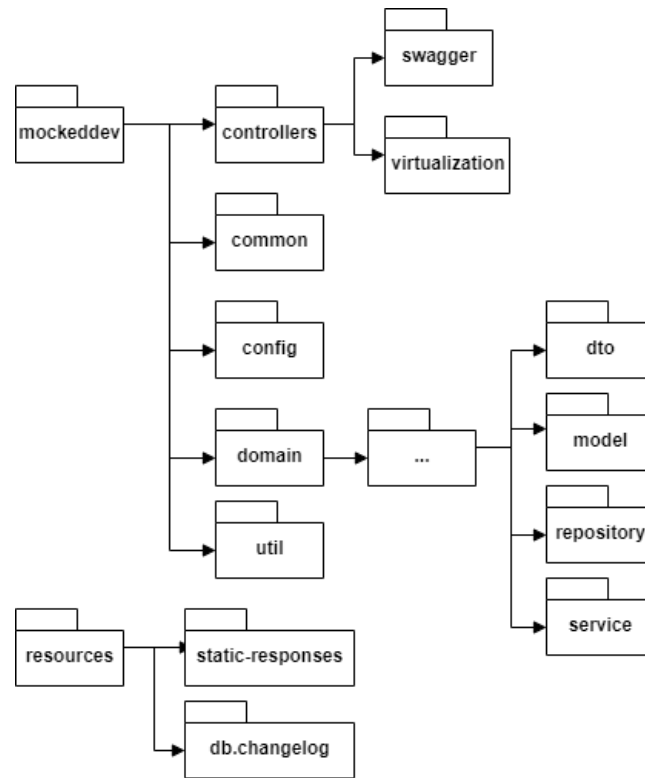 swagger
mockeddev
controllers
virtualization
common
config
dto
domain
...
model
util
repository
service
resources
static-responses
db.changelog